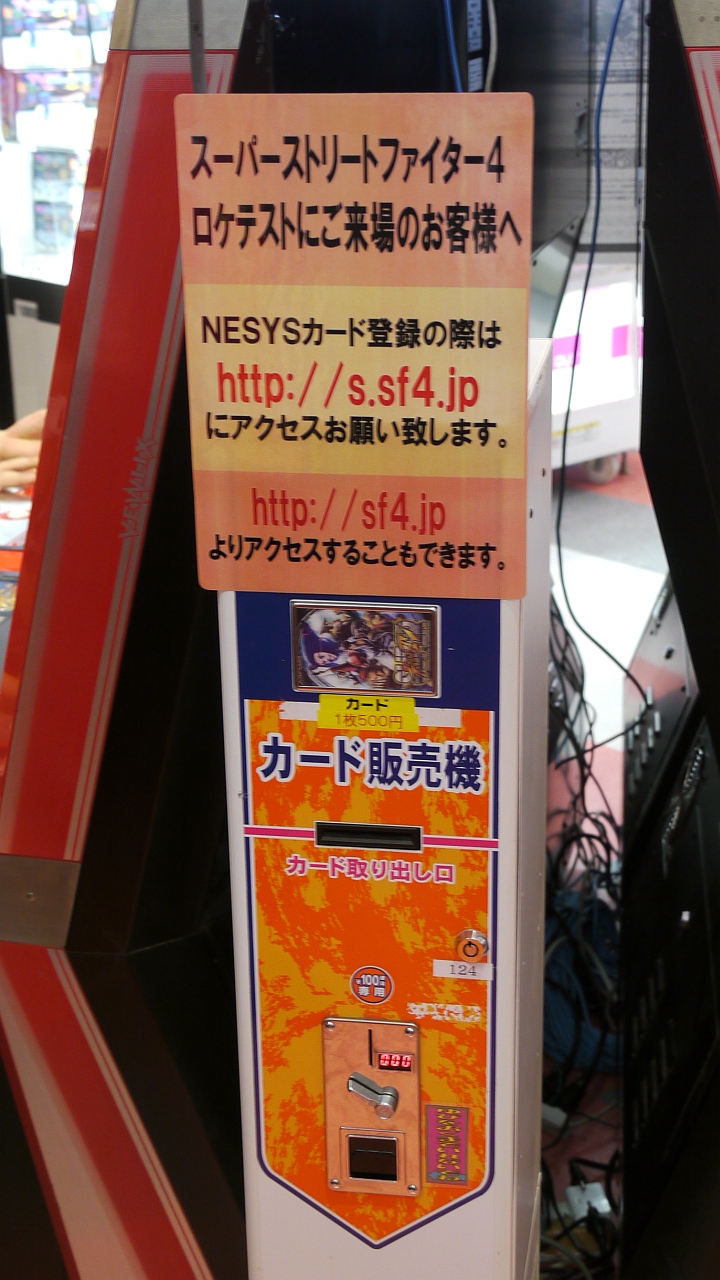 スーパーストリートファイター4
ロケテストにご来場のお客様へ
NESYSカード登録の際は
http://s.sf4.jp
にアクセスお願い致します。
http://sf4.jp
よりアクセスすることもできます。
カード
1枚500円
カード販売機
カード取り出し口
124
100
専用
000